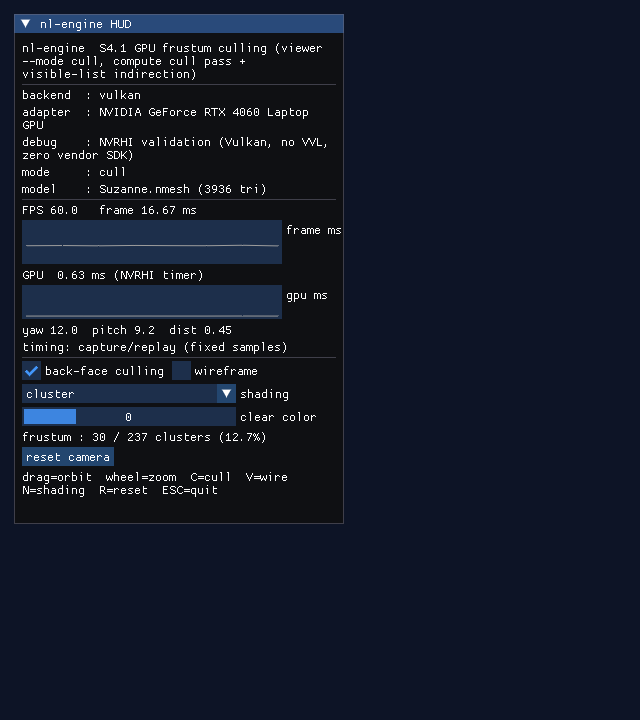 nl-engine HUD
nl-engine  S4.1 GPU frustum culling (viewer
--mode cull, compute cull pass +
visible-list indirection)
backend  : vulkan
adapter  : NVIDIA GeForce RTX 4060 Laptop
GPU
debug    : NVRHI validation (Vulkan, no VVL,
zero vendor SDK)
mode     : cull
model    : Suzanne.nmesh (3936 tri)
FPS 60.0   frame 16.67 ms
frame ms
GPU  0.63 ms (NVRHI timer)
gpu ms
yaw 12.0  pitch 9.2  dist 0.45
timing: capture/replay (fixed samples)
back-face culling  wireframe
cluster  shading
0  clear color
frustum : 30 / 237 clusters (12.7%)
reset camera
drag=orbit  wheel=zoom  C=cull  V=wire
N=shading  R=reset  ESC=quit